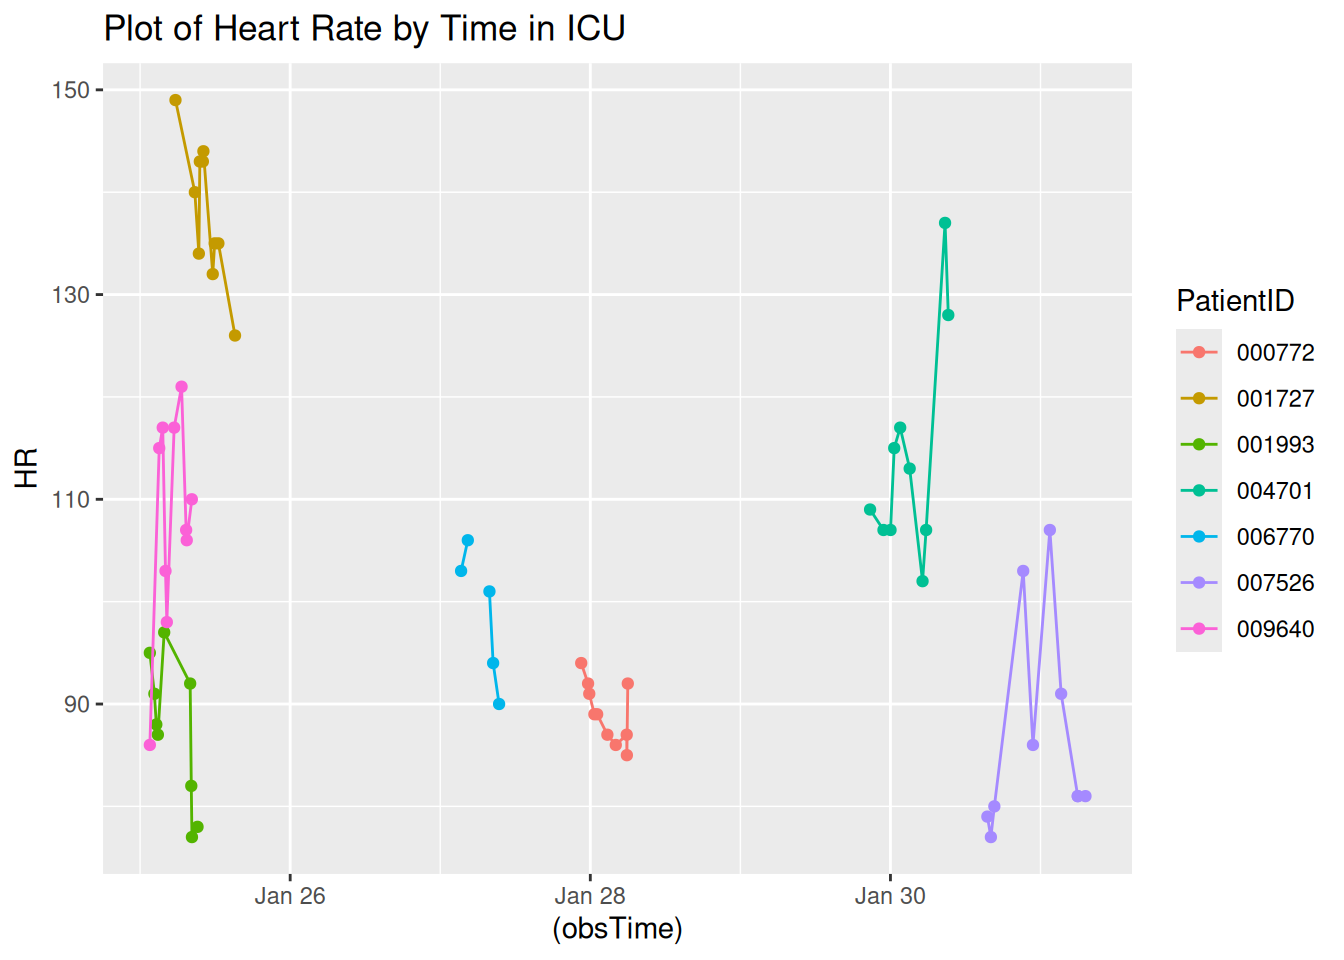 Plot of Heart Rate by Time in ICU
150
130
110
90
HR
Jan 26
Jan 28
Jan 30
(obsTime)
PatientID
000772
001727
001993
004701
006770
007526
009640